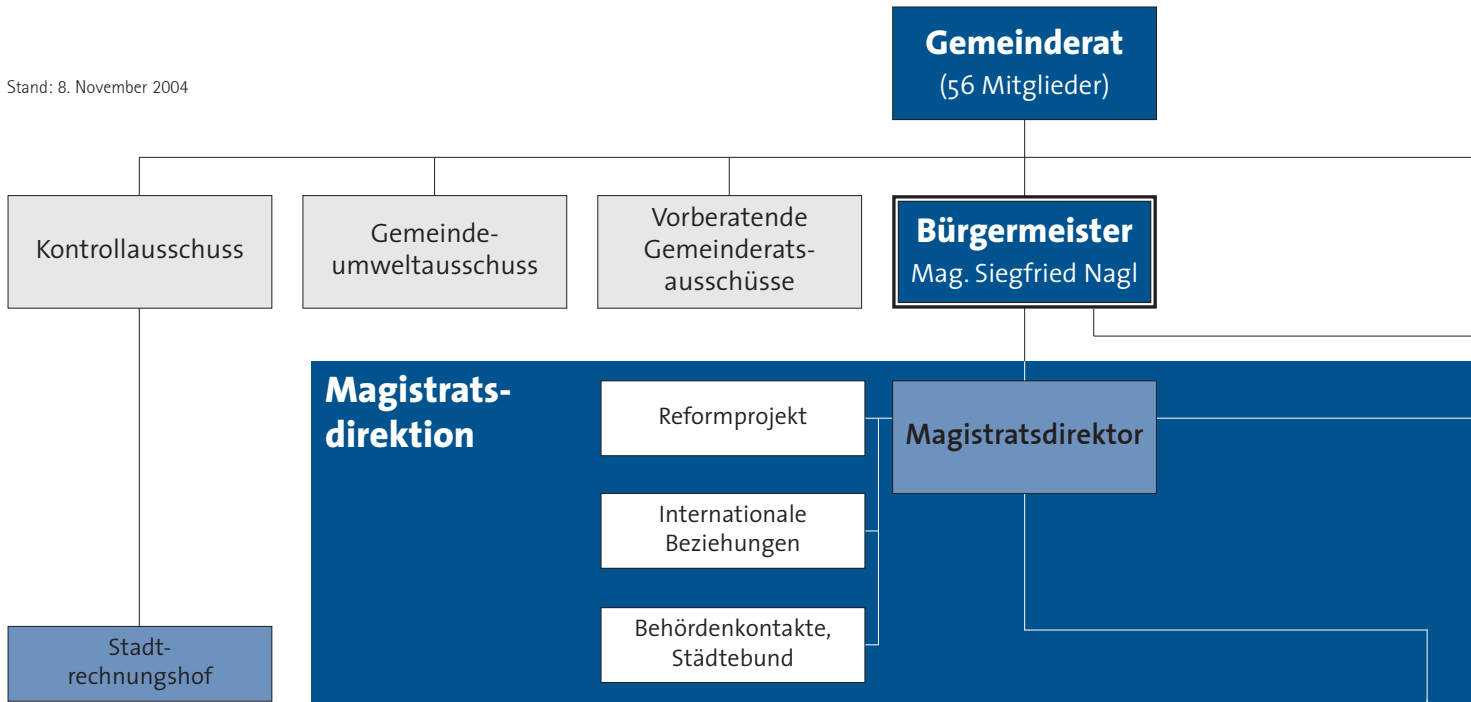 Gemeinderat
(56 Mitglieder)
Stand: 8. November 2004
Kontrollausschuss
Gemeinde-
umweltausschuss
Vorberatende
Gemeinderats-
ausschüsse
Bürgermeister
Mag. Siegfried Nagl
Magistrats-
direktion
Reformprojekt
Magistratsdirektor
Internationale
Beziehungen
Behördenkontakte,
Städtebund
Stadt-
rechnungshof